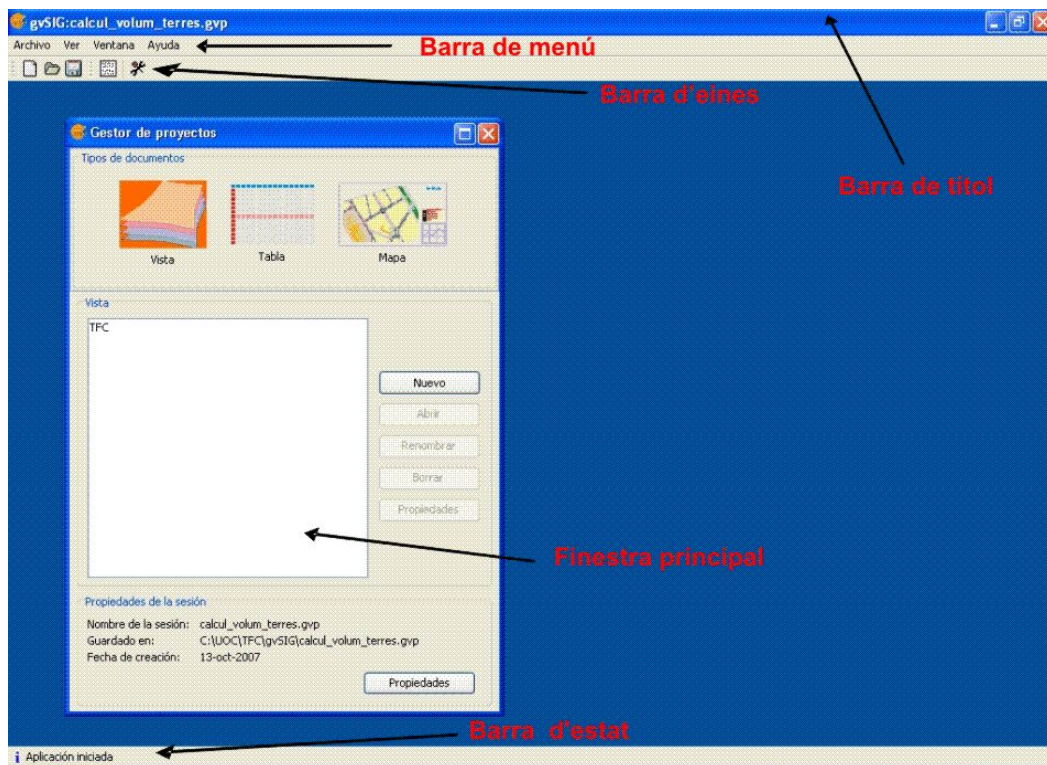 gvSIG:calcul_volum_terres.gvp
Archivo Ver Ventana Ayuda
Barra de menú
Barra d'eines
Barra de títol
Gestor de proyectos
Tipos de documentos
Vista
Tabla
Mapa
Vista
TFC
Nuevo
Abrir
Renombrar
Borrar
Propiedades
Finestra principal
Propiedades de la sesión
Nombre de la sesión: calcul_volum_terres.gvp
Guardado en: C:\UOC\TFC\gvSIG\calcul_volum_terres.gvp
Fecha de creación: 13-oct-2007
Propiedades
Barra d'estat
Aplicación iniciada